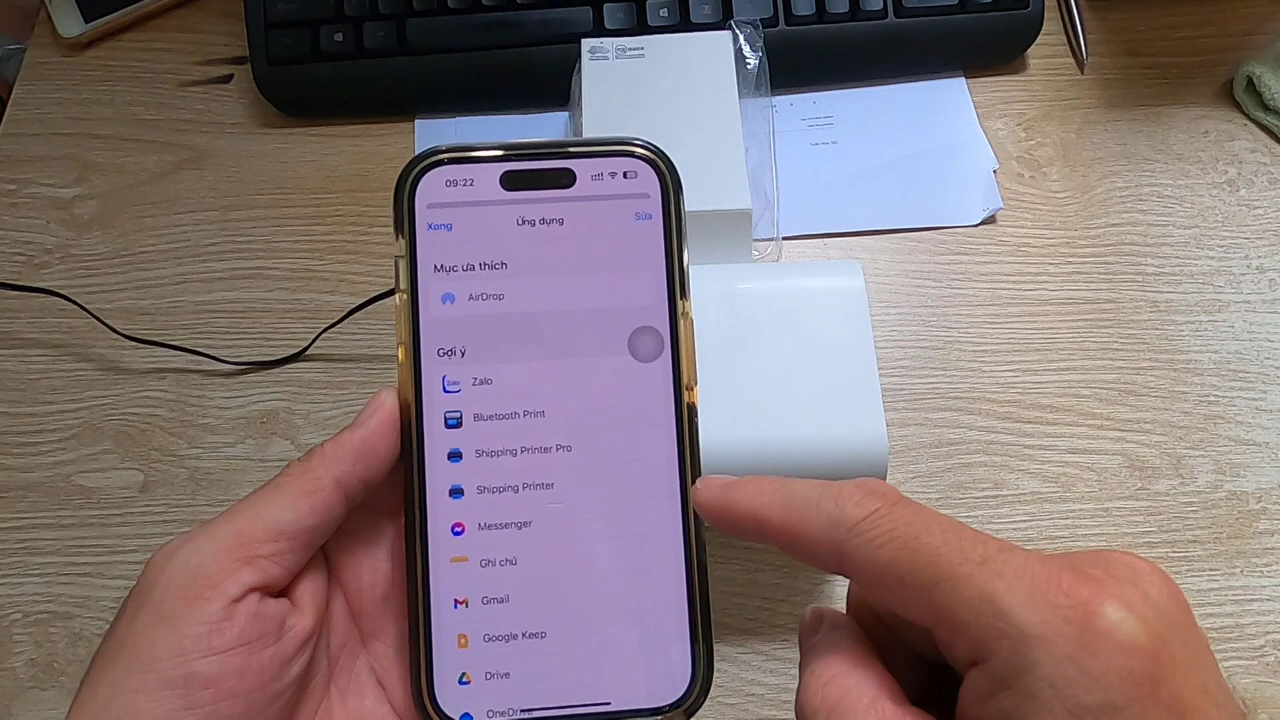 09:22
Xong
Ứng dụng
Sửa
Mục ưa thích
AirDrop
Gợi ý
Zalo
Zalo
Bluetooth Print
Shipping Printer Pro
Shipping Printer
Messenger
Ghi chú
Gmail
Google Keep
Drive
OneDrive